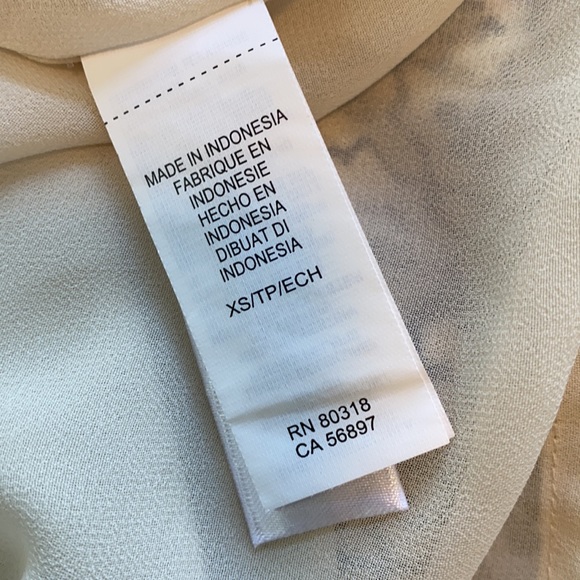 MADE IN INDONESIA
FABRIQUE EN
INDONESIE
HECHO EN
INDONESIA
DIBUAT DI
INDONESIA
XS/TP/ECH
RN 80318
CA 56897